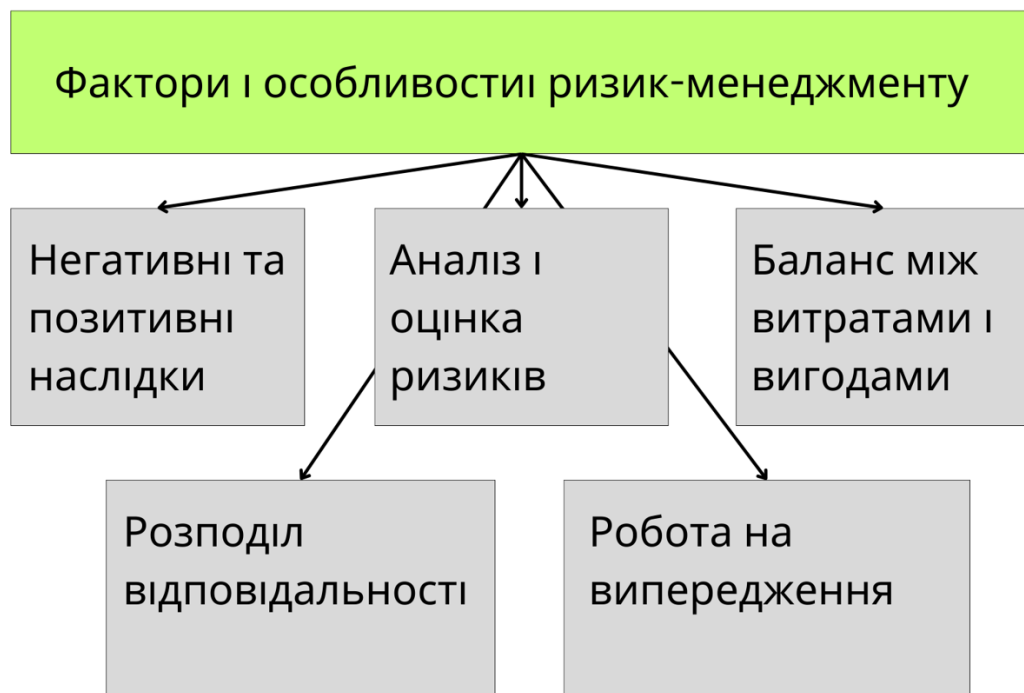 Фактори і особливостиі ризик-менеджменту
Негативні та
позитивні
наслідки
Аналіз і
оцінка
ризиків
Баланс між
витратами і
вигодами
Розподіл
відповідальності
Робота на
випередження